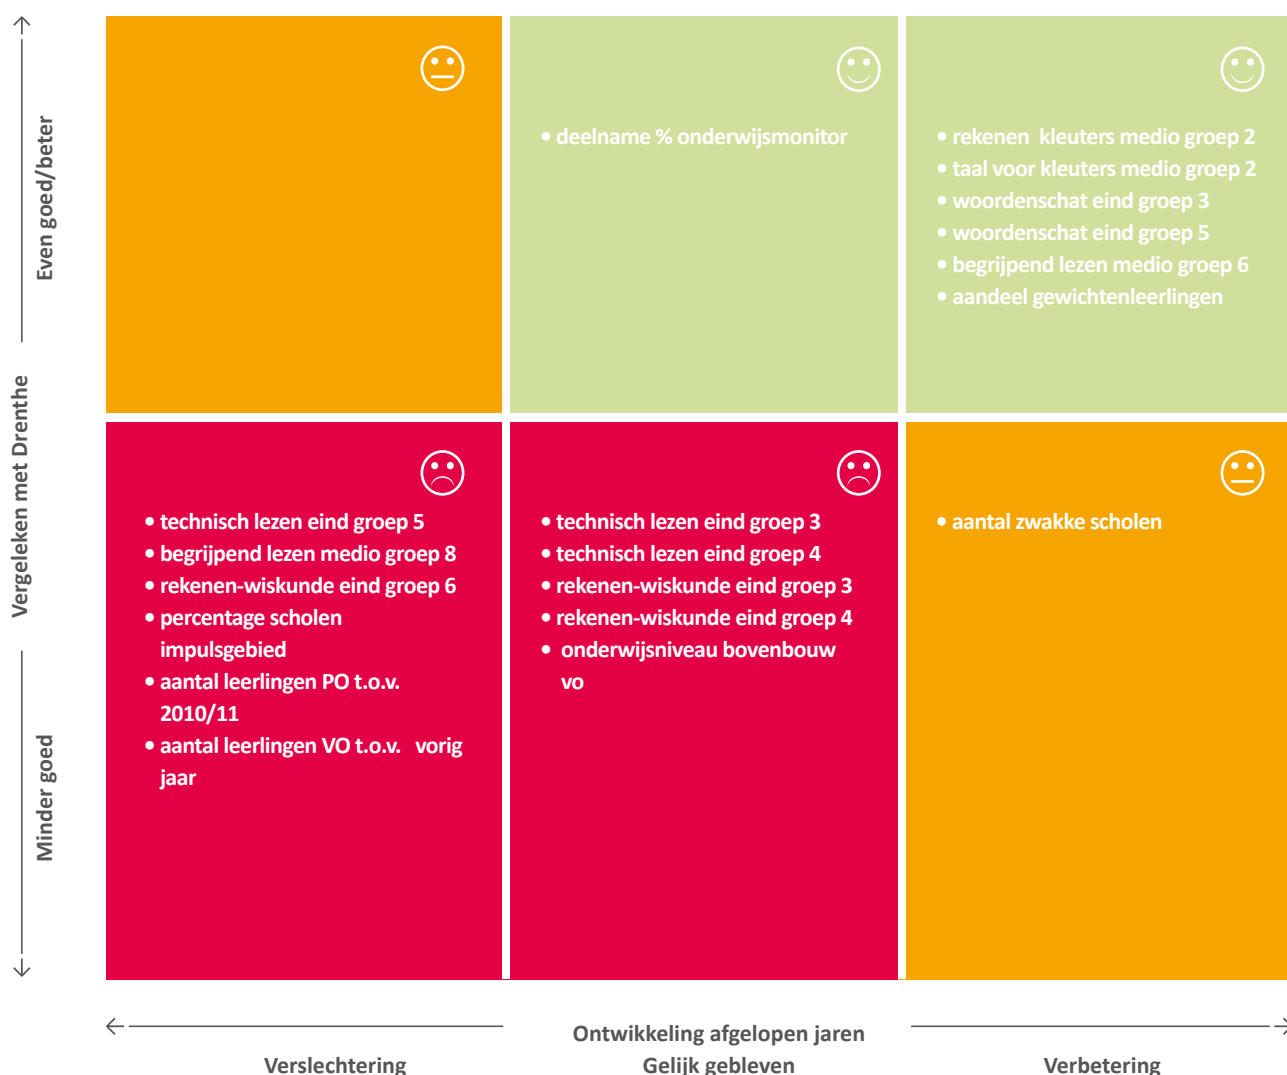 Even goed/beter
Vergeleken met Drenthe
Minder goed
• deelname % onderwijsmonitor
• rekenen kleuters medio groep 2
• taal voor kleuters medio groep 2
• woordenschat eind groep 3
• woordenschat eind groep 5
• begrijpend lezen medio groep 6
• aandeel gewichtenleerlingen
• technisch lezen eind groep 5
• begrijpend lezen medio groep 8
• rekenen-wiskunde eind groep 6
• percentage scholen
impulsgebied
• aantal leerlingen PO t.o.v.
2010/11
• aantal leerlingen VO t.o.v. vorig
jaar
• technisch lezen eind groep 3
• technisch lezen eind groep 4
• rekenen-wiskunde eind groep 3
• rekenen-wiskunde eind groep 4
• onderwijsniveau bovenbouw
vo
• aantal zwakke scholen
Ontwikkeling afgelopen jaren
Verslechtering
Gelijk gebleven
Verbetering